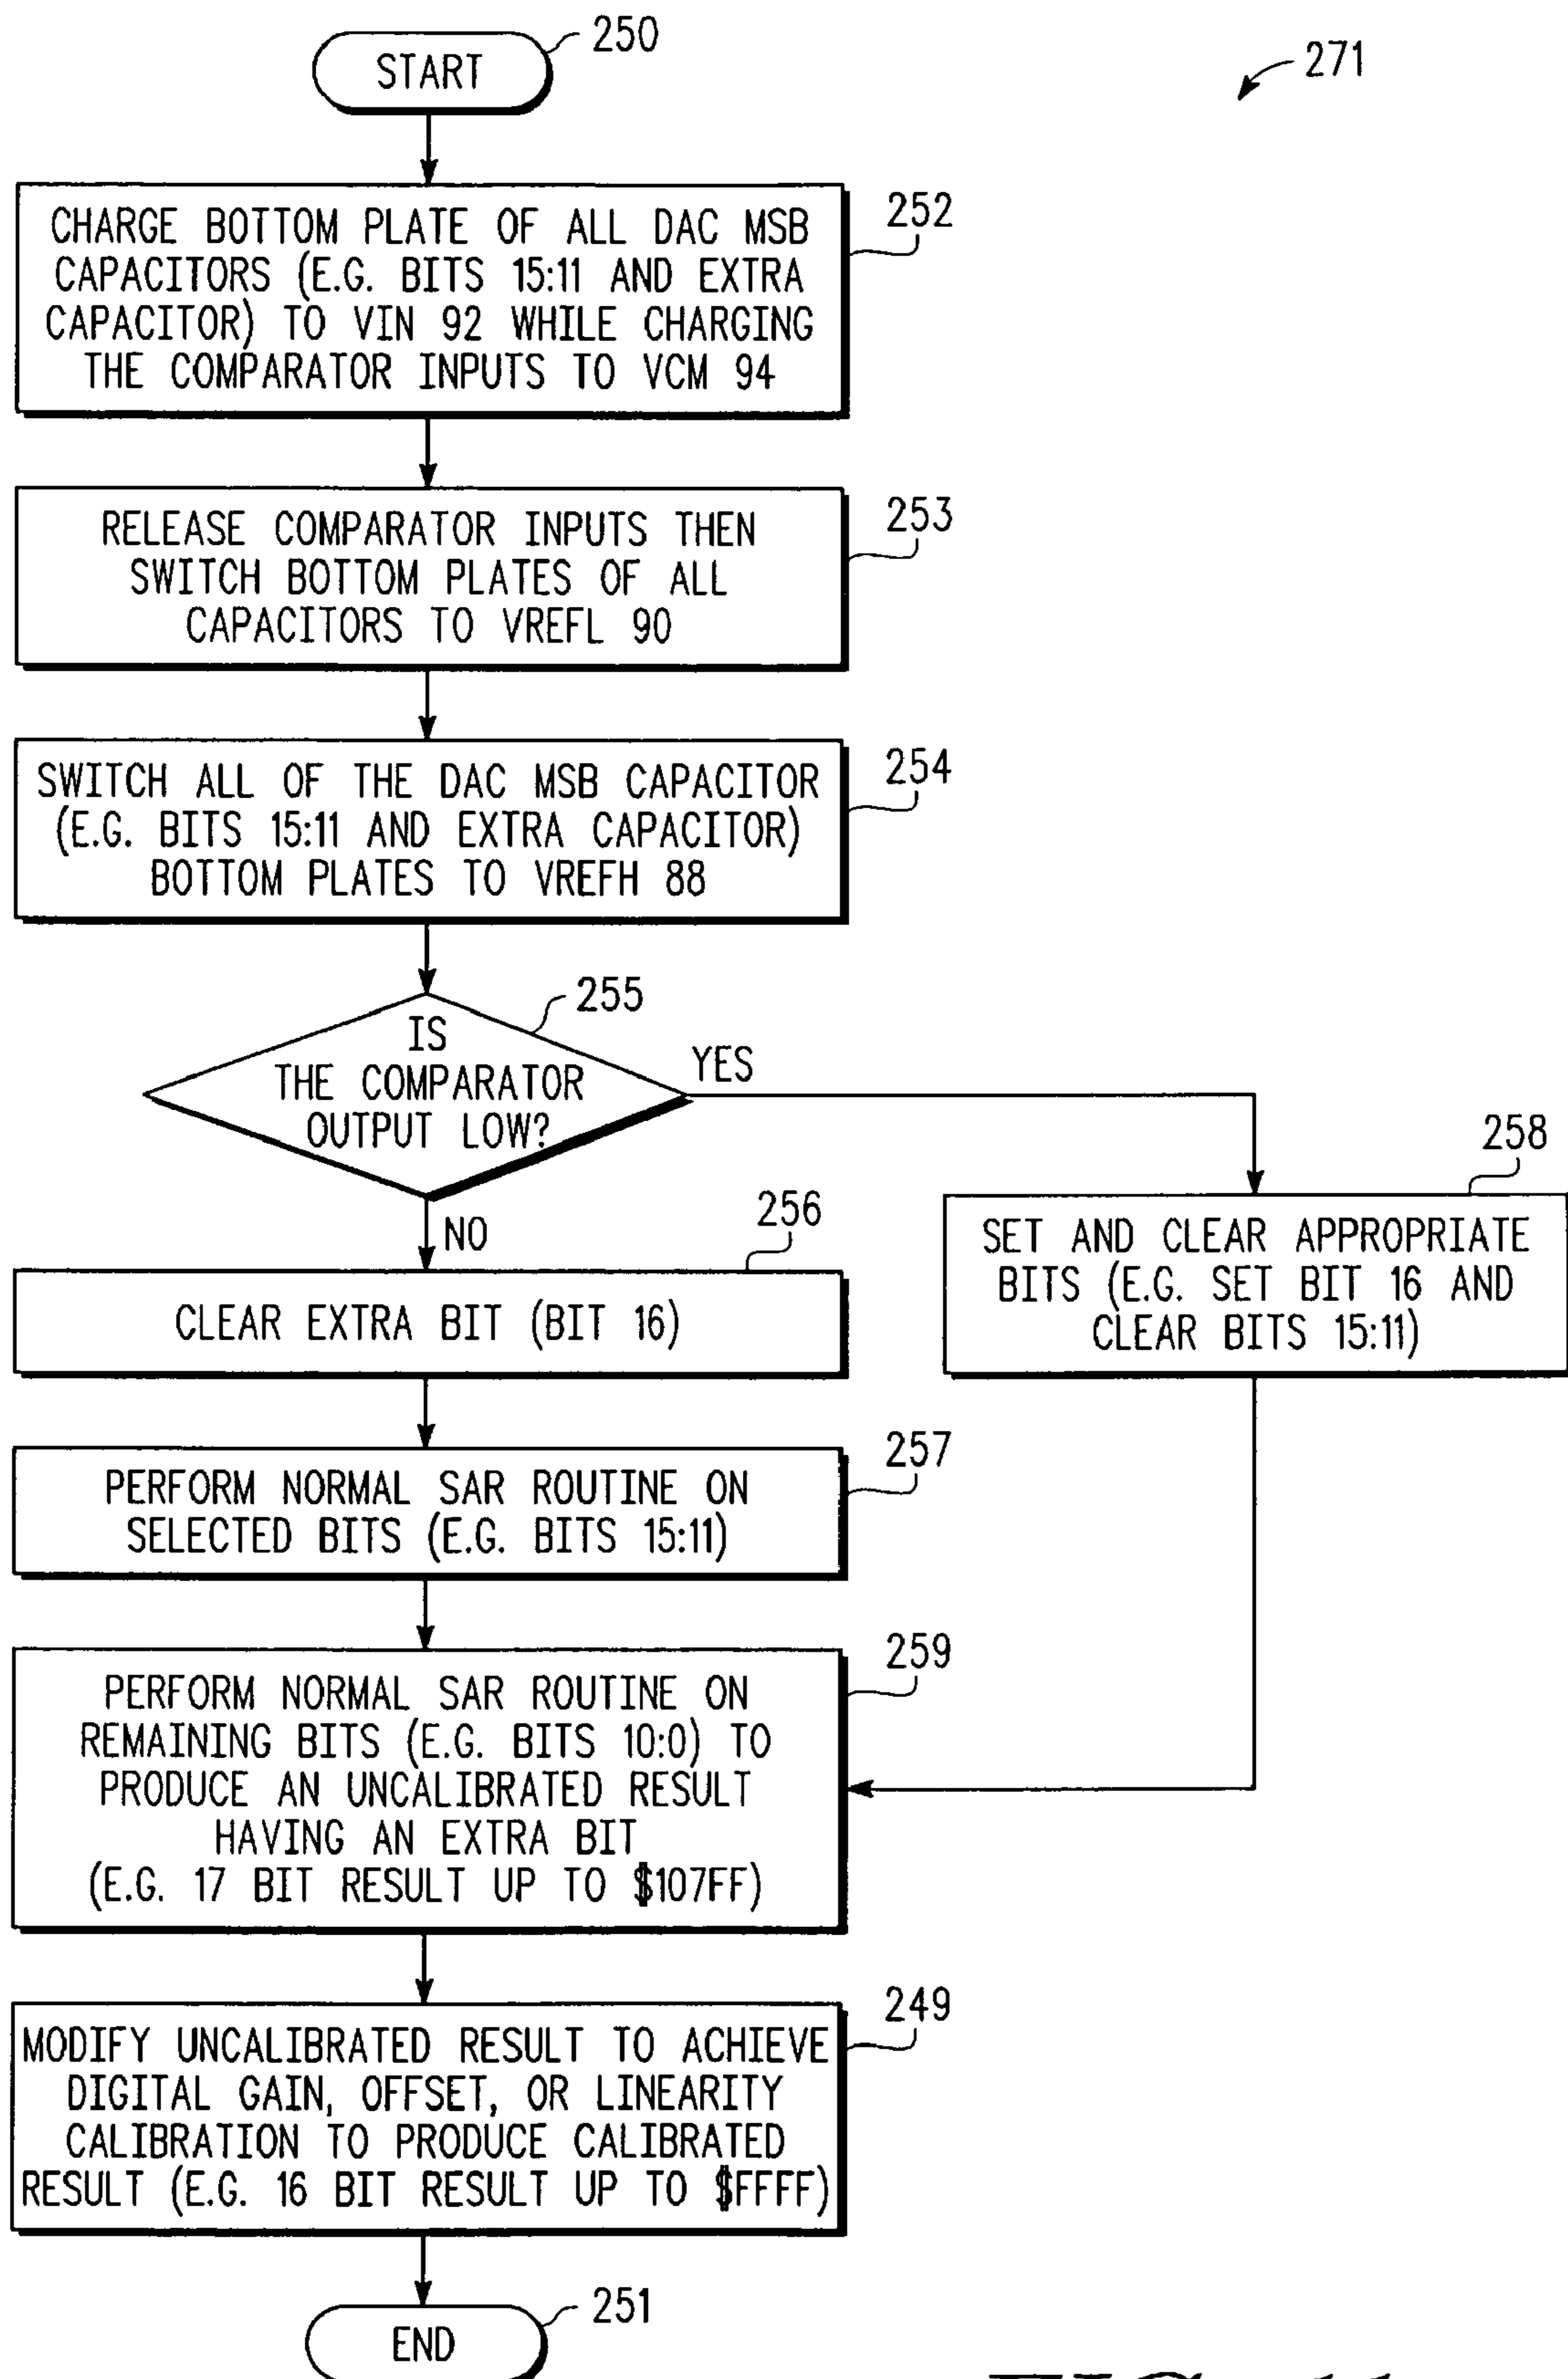 START
250
271
CHARGE BOTTOM PLATE OF ALL DAC MSB
CAPACITORS (E.G. BITS 15:11 AND EXTRA
CAPACITOR) TO VIN 92 WHILE CHARGING
THE COMPARATOR INPUTS TO VCM 94
252
RELEASE COMPARATOR INPUTS THEN
SWITCH BOTTOM PLATES OF ALL
CAPACITORS TO VREFL 90
253
SWITCH ALL OF THE DAC MSB CAPACITOR
(E.G. BITS 15:11 AND EXTRA CAPACITOR)
BOTTOM PLATES TO VREFH 88
254
IS
THE COMPARATOR
OUTPUT LOW?
255
YES
NO
SET AND CLEAR APPROPRIATE
BITS (E.G. SET BIT 16 AND
CLEAR BITS 15:11)
258
CLEAR EXTRA BIT (BIT 16)
256
PERFORM NORMAL SAR ROUTINE ON
SELECTED BITS (E.G. BITS 15:11)
257
PERFORM NORMAL SAR ROUTINE ON
REMAINING BITS (E.G. BITS 10:0) TO
PRODUCE AN UNCALIBRATED RESULT
HAVING AN EXTRA BIT
(E.G. 17 BIT RESULT UP TO $107FF)
259
MODIFY UNCALIBRATED RESULT TO ACHIEVE
DIGITAL GAIN, OFFSET, OR LINEARITY
CALIBRATION TO PRODUCE CALIBRATED
RESULT (E.G. 16 BIT RESULT UP TO $FFFF)
249
END
251